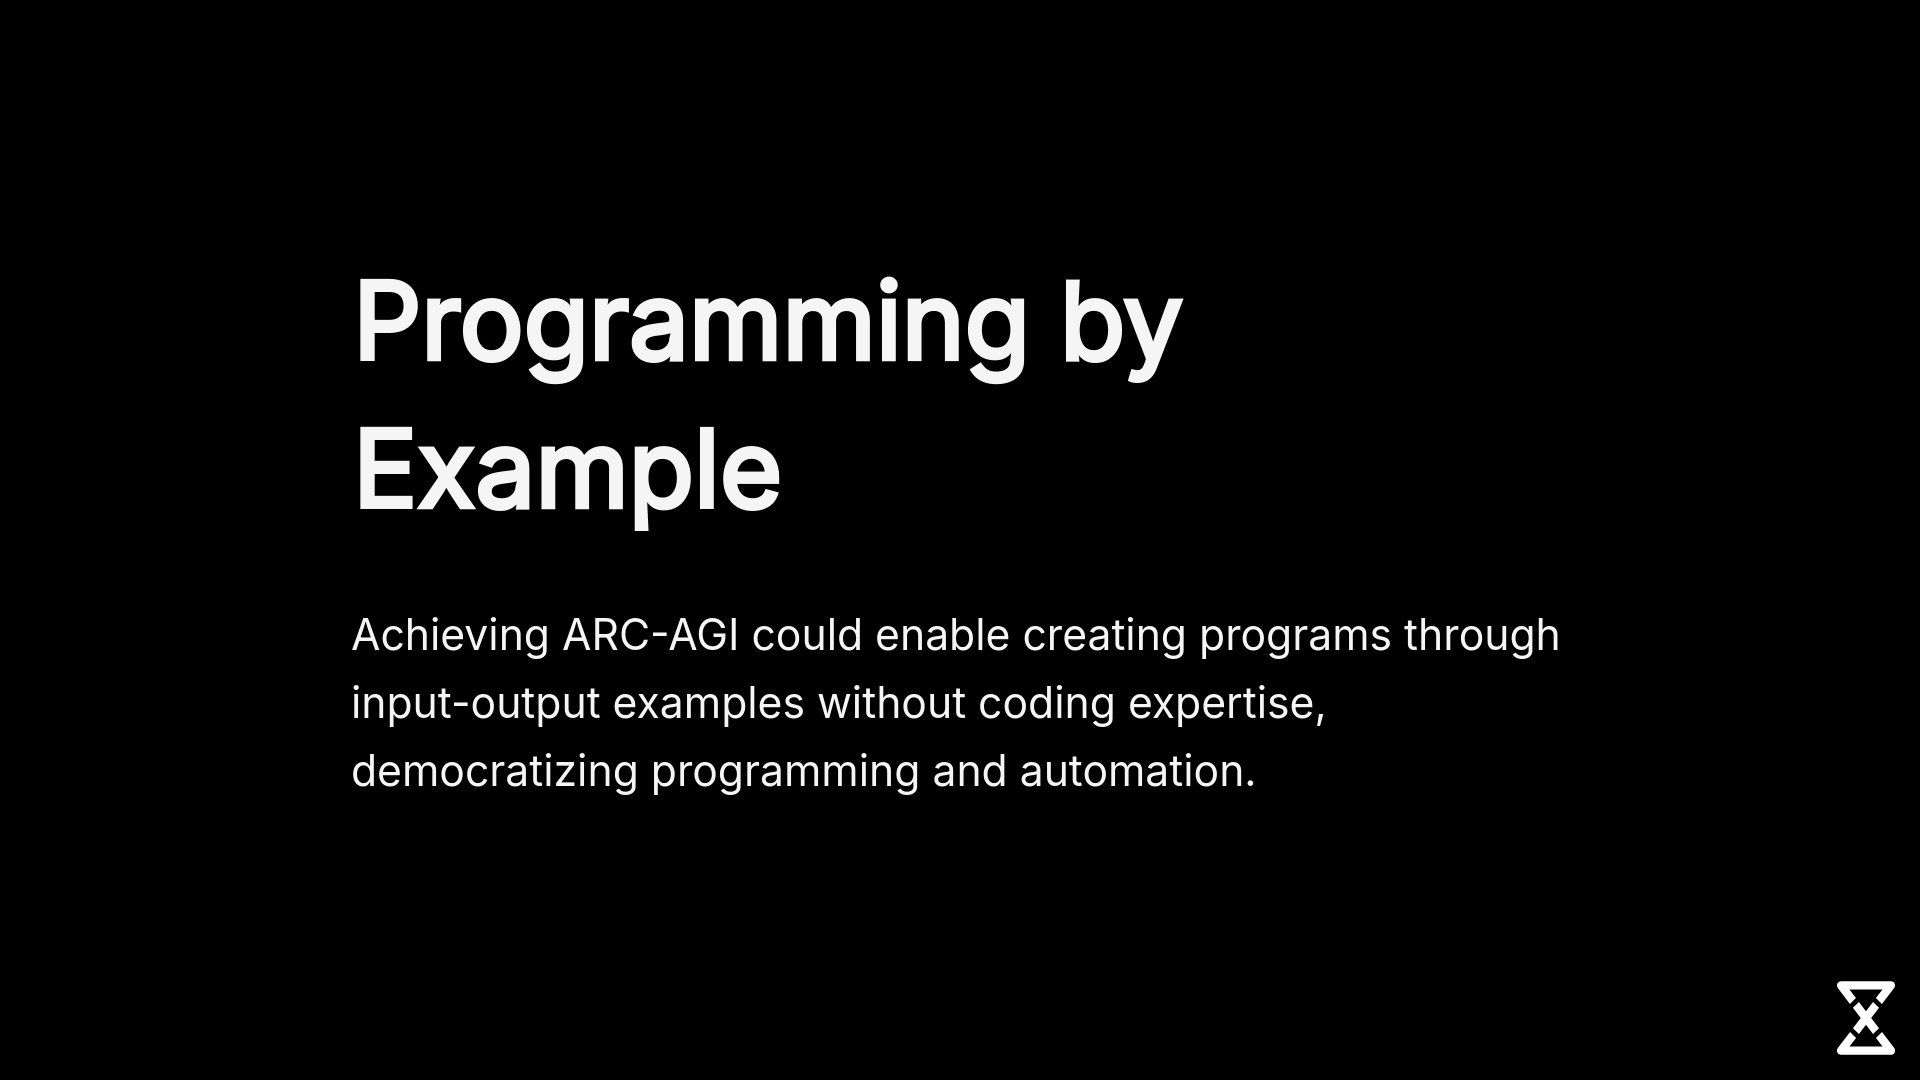 Programming by
Example
Achieving ARC-AGI could enable creating programs through
input-output examples without coding expertise,
democratizing programming and automation.